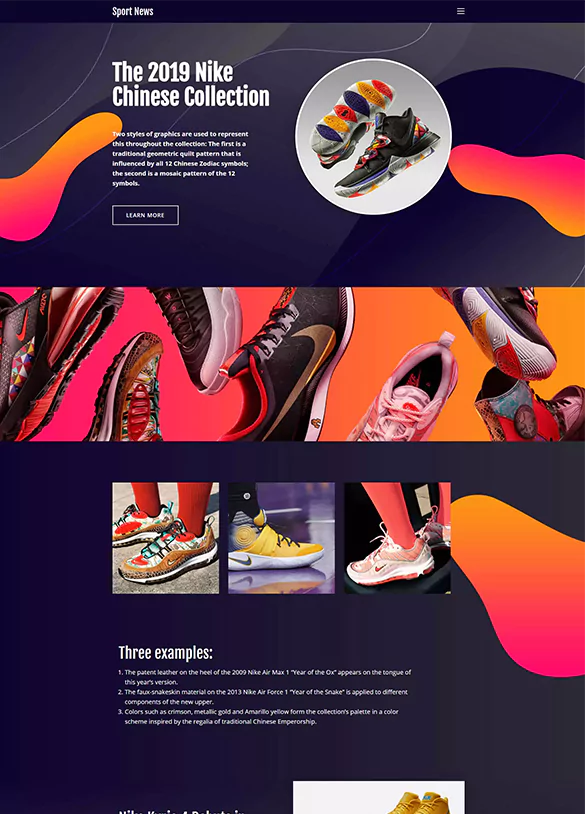 Sport News
The 2019 Nike
Chinese Collection
Two styles of graphics are used to represent
this throughout the collection: The first is a
traditional geometric quilt pattern that is
influenced by all 12 Chinese Zodiac symbols;
the second is a mosaic pattern of the 12
symbols.
LEARN MORE
Three examples:
1. The patent leather on the heel of the 2009 Nike Air Max 1 “Year of the Ox” appears on the tongue of
this year's version.
2. The faux-snakeskin material on the 2013 Nike Air Force 1 “Year of the Snake” is applied to different
components of the new upper.
3. Colors such as crimson, metallic gold and Amarillo yellow form the collection's palette in a color
scheme inspired by the regalia of traditional Chinese Emperorship.